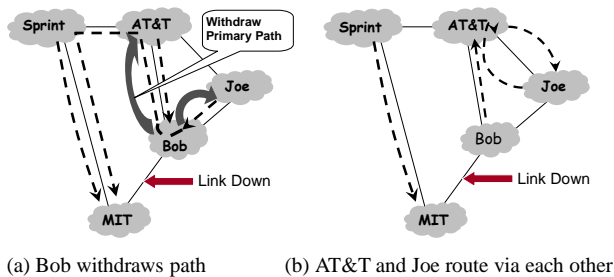 Sprint
AT&T
Withdraw
Primary Path
Joe
Bob
Link Down
MIT
(a) Bob withdraws path
Sprint
AT&T
Joe
Bob
Link Down
MIT
(b) AT&T and Joe route via each other